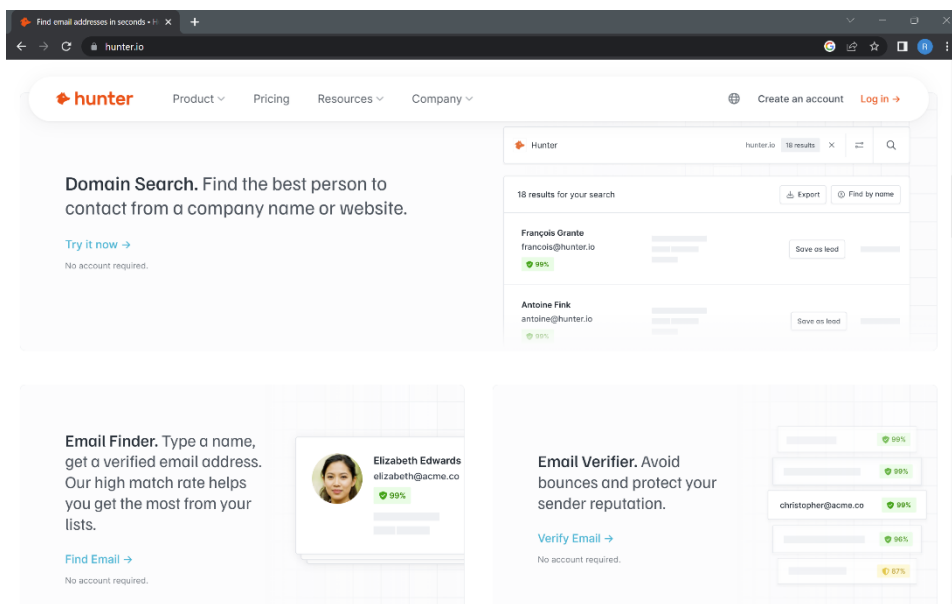 Find email addresses in seconds • H
hunter.io
hunter
Product
Pricing
Resources
Company
Create an account
Log in →
Domain Search. Find the best person to
contact from a company name or website.
Try it now →
No account required.
Hunter
hunter.io
18 results
18 results for your search
Export
Find by name
François Grante
francois@hunter.io
99%
Save as lead
Antoine Fink
antoine@hunter.io
Save as lead
Email Finder. Type a name,
get a verified email address.
Our high match rate helps
you get the most from your
lists.
Find Email →
No account required.
Elizabeth Edwards
elizabeth@acme.co
99%
Email Verifier. Avoid
bounces and protect your
sender reputation.
Verify Email →
No account required.
99%
99%
christopher@acme.co
99%
96%
87%